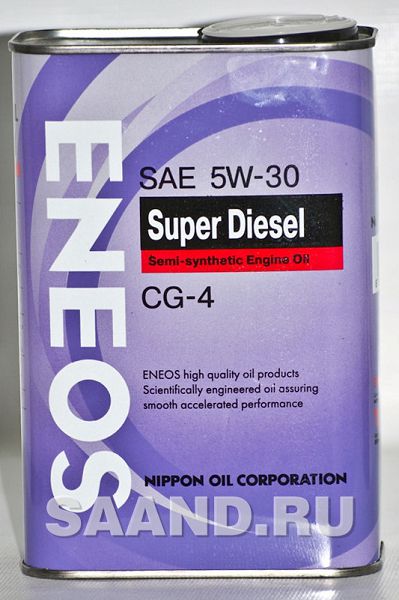 ENEOS
SAE 5W-30
Super Diesel
Semi-synthetic Engine Oil
CG-4
ENEOS high quality oil products
Scientifically engineered oil assuring
smooth accelerated performance
NIPPON OIL CORPORATION
SAAND.RU